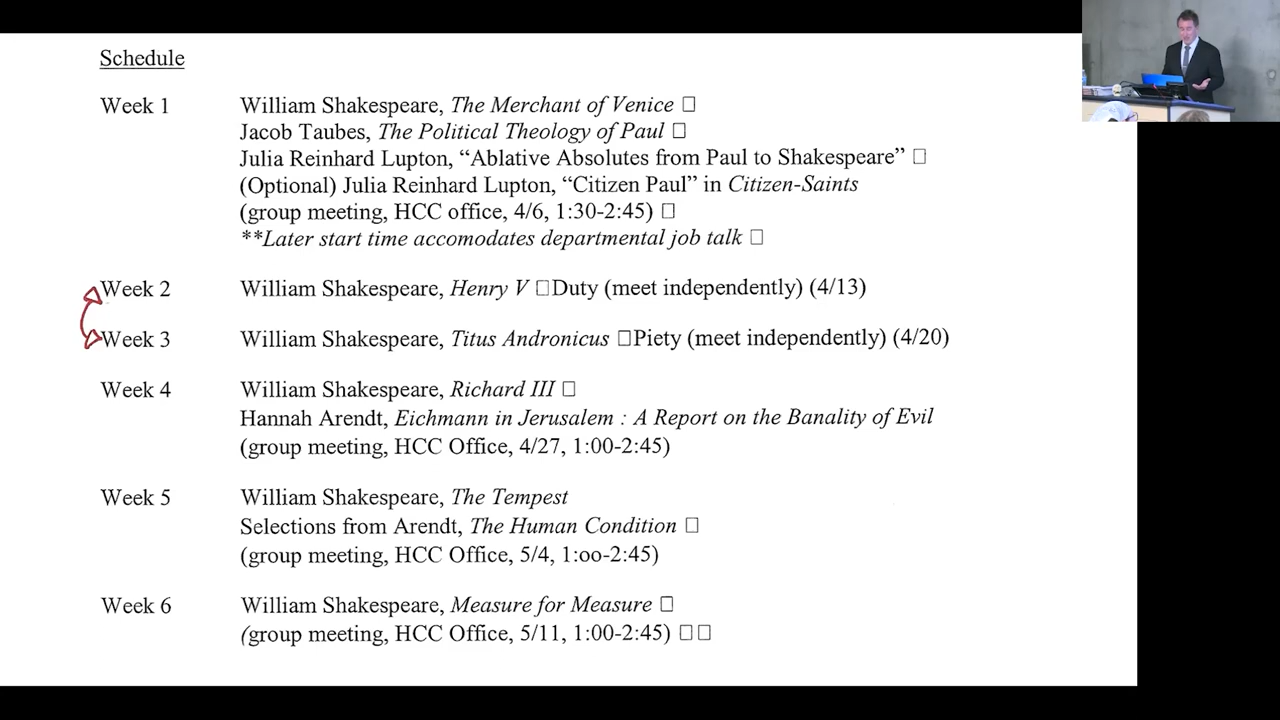 Schedule
Week 1 William Shakespeare, The Merchant of Venice □
Jacob Taubes, The Political Theology of Paul □
Julia Reinhard Lupton, “Ablative Absolutes from Paul to Shakespeare” □
(Optional) Julia Reinhard Lupton, “Citizen Paul” in Citizen-Saints
(group meeting, HCC office, 4/6, 1:30-2:45) □
**Later start time accomodates departmental job talk □
Week 2 William Shakespeare, Henry V □Duty (meet independently) (4/13)
Week 3 William Shakespeare, Titus Andronicus □Piety (meet independently) (4/20)
Week 4 William Shakespeare, Richard III □
Hannah Arendt, Eichmann in Jerusalem : A Report on the Banality of Evil
(group meeting, HCC Office, 4/27, 1:00-2:45)
Week 5 William Shakespeare, The Tempest
Selections from Arendt, The Human Condition □
(group meeting, HCC Office, 5/4, 1:oo-2:45)
Week 6 William Shakespeare, Measure for Measure □
(group meeting, HCC Office, 5/11, 1:00-2:45) □□